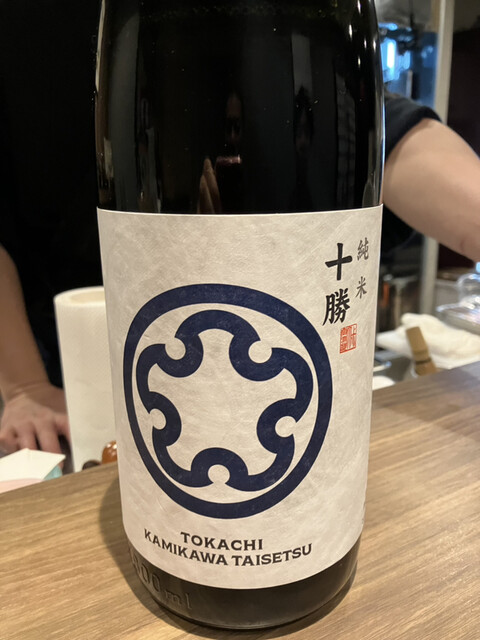 純米
十勝
TOKACHI
KAMIKAWA TAISETSU